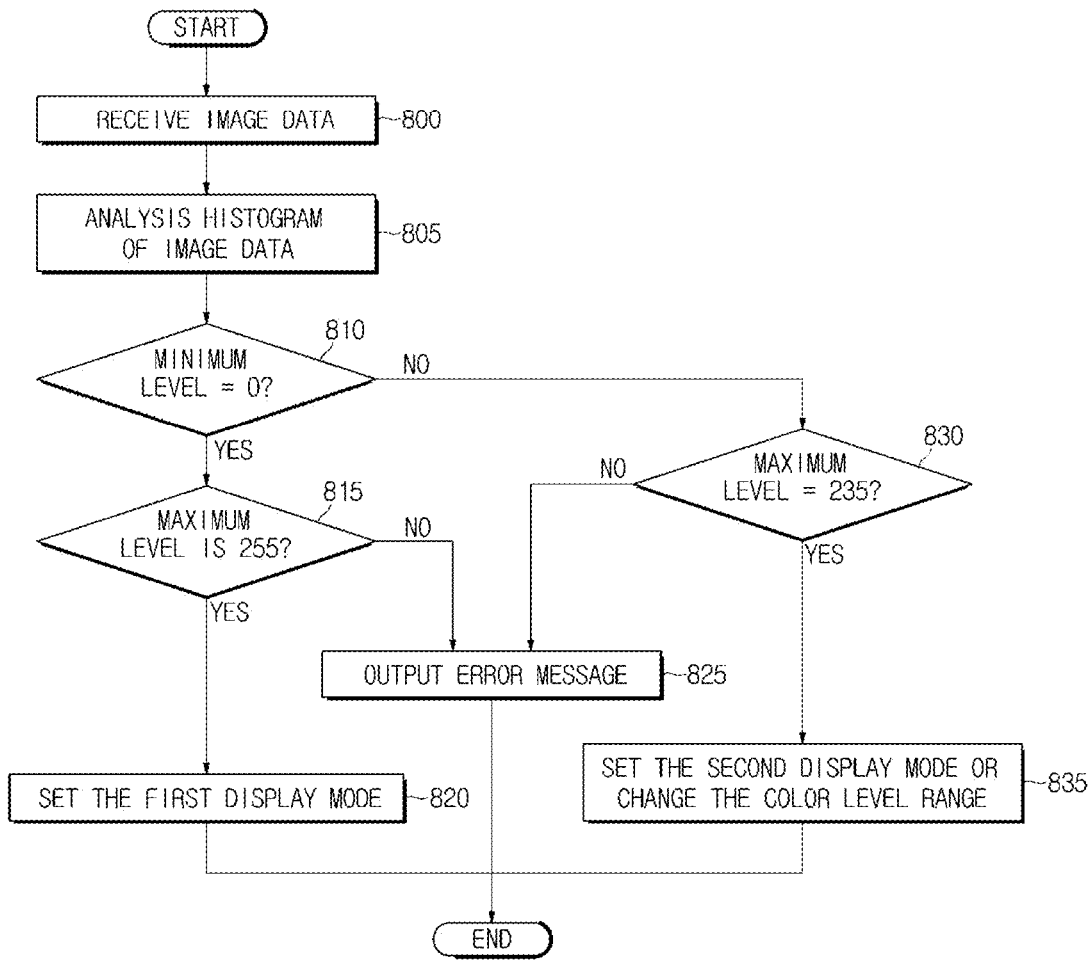 START
RECEIVE IMAGE DATA
800
ANALYSIS HISTOGRAM
OF IMAGE DATA
805
810
MINIMUM
LEVEL = 0?
NO
YES
830
MAXIMUM
LEVEL = 235?
NO
YES
815
MAXIMUM
LEVEL IS 255?
NO
YES
OUTPUT ERROR MESSAGE
825
SET THE FIRST DISPLAY MODE
820
SET THE SECOND DISPLAY MODE OR
CHANGE THE COLOR LEVEL RANGE
835
END